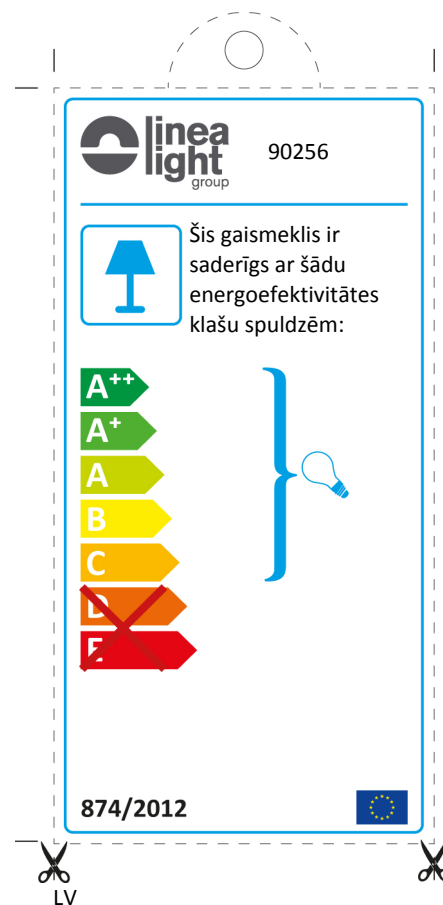 linea
light
group
90256
Šis gaismeklis ir
saderīgs ar šādu
energoefektivitātes
klašu spuldzēm:
A++
A+
A
B
C
D
E
874/2012
LV